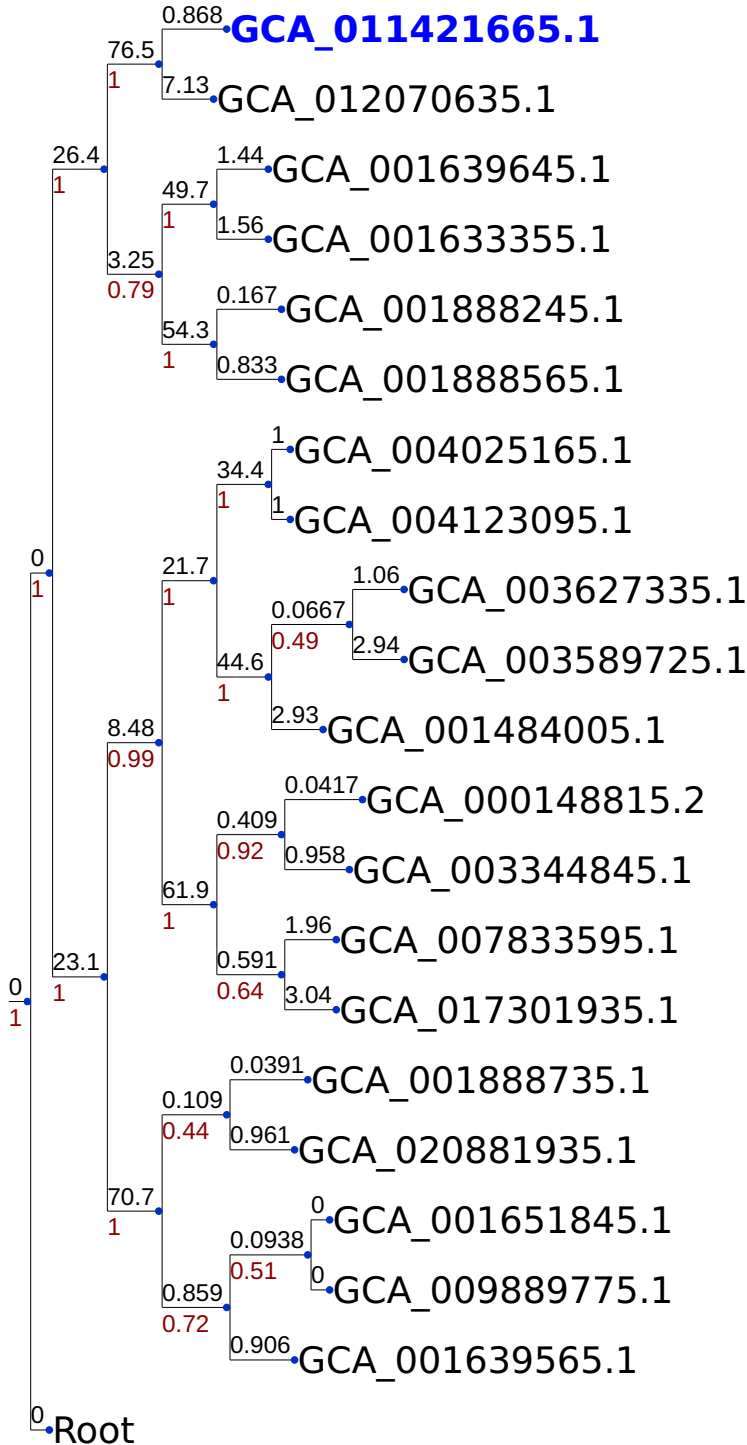 0.868
GCA_011421665.1
76.5
1
7.13
GCA_012070635.1
26.4
1
1.44
GCA_001639645.1
49.7
1
1.56
GCA_001633355.1
3.25
0.79
0.167
GCA_001888245.1
54.3
1
0.833
GCA_001888565.1
1
GCA_004025165.1
34.4
1
1
GCA_004123095.1
0
1
21.7
1
1.06
GCA_003627335.1
0.0667
0.49
2.94
GCA_003589725.1
44.6
1
2.93
GCA_001484005.1
8.48
0.99
0.0417
GCA_000148815.2
0.409
0.92
0.958
GCA_003344845.1
61.9
1
1.96
GCA_007833595.1
0.591
0.64
3.04
GCA_017301935.1
23.1
1
0
1
0.0391
GCA_001888735.1
0.109
0.44
0.961
GCA_020881935.1
70.7
1
0
GCA_001651845.1
0.0938
0.51
0
GCA_009889775.1
0.859
0.72
0.906
GCA_001639565.1
0
Root